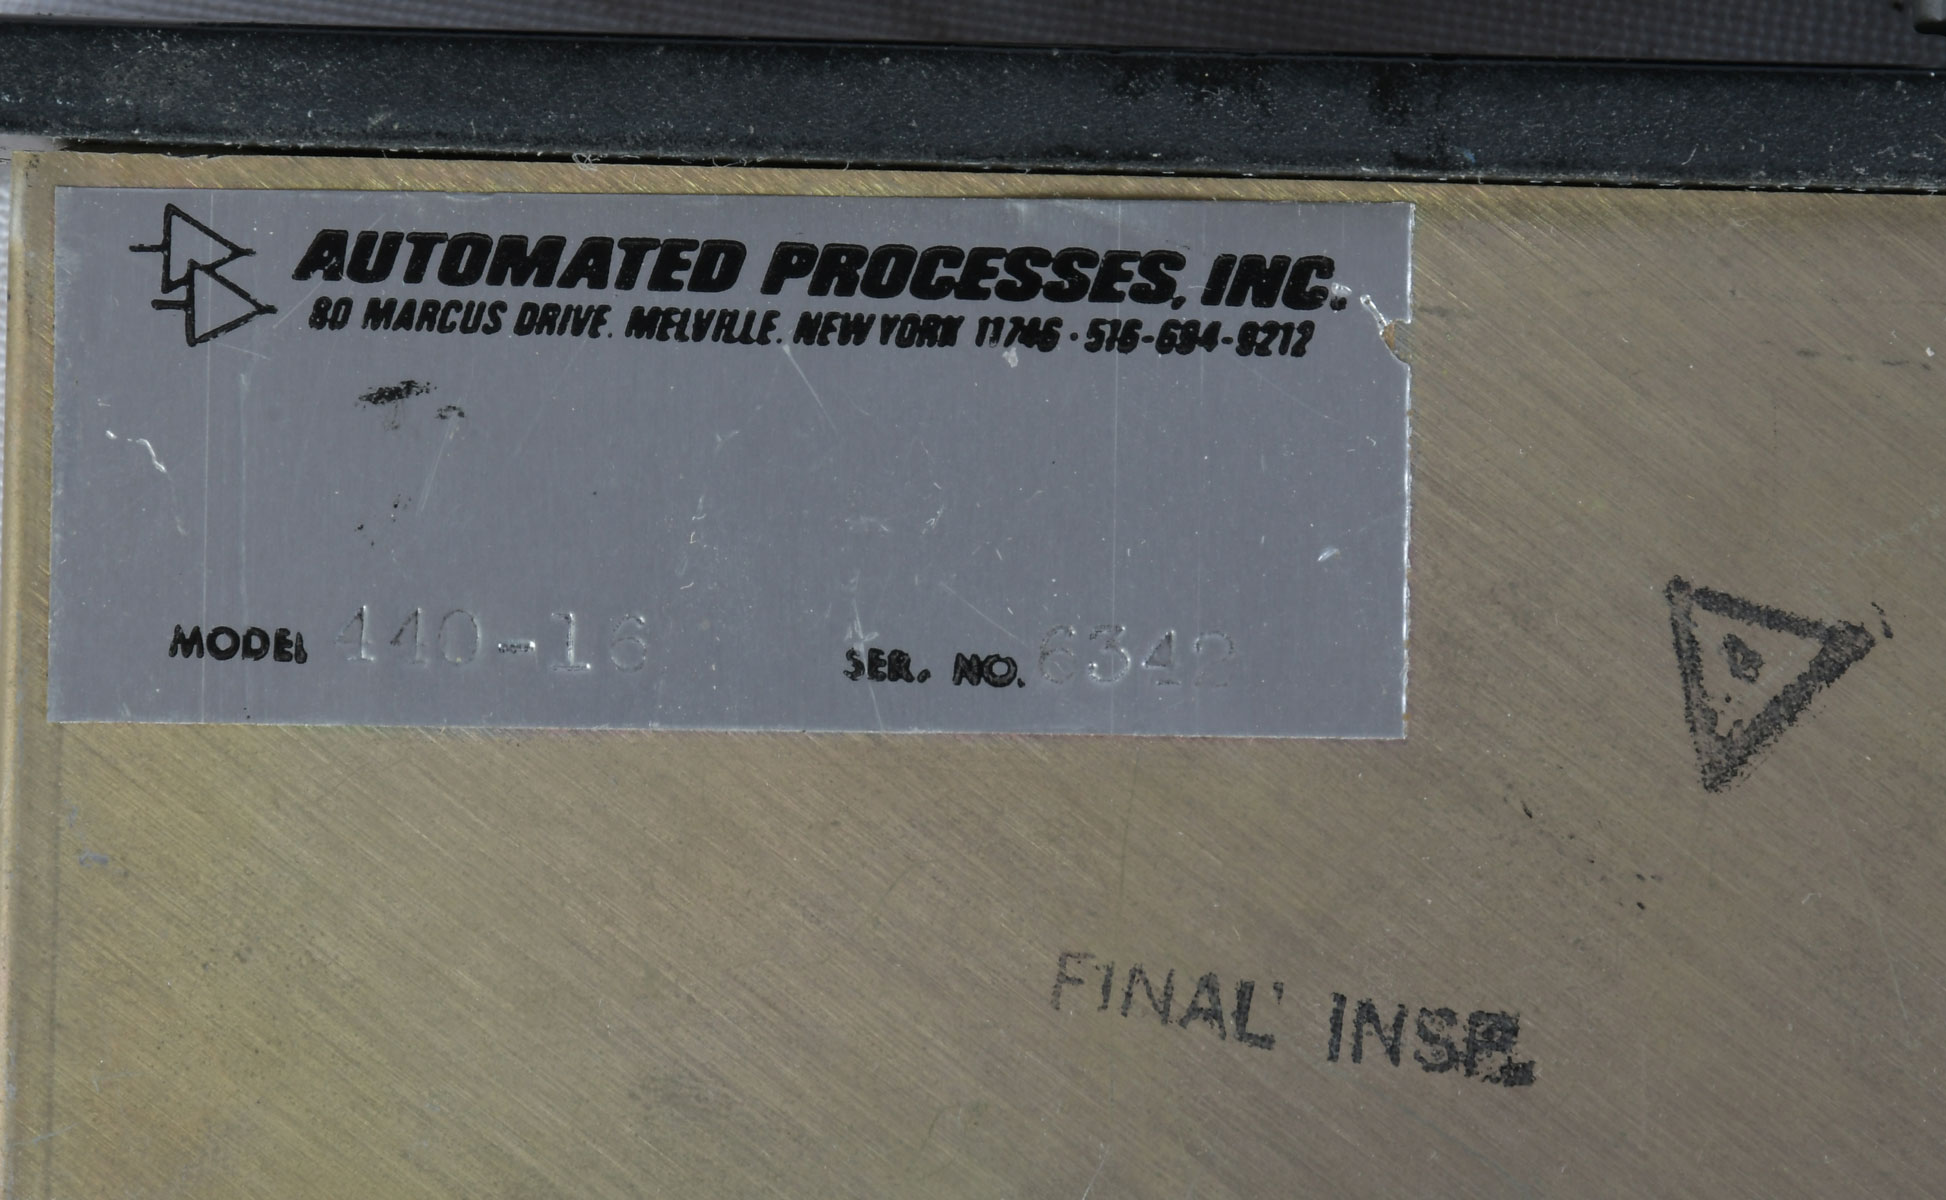 AUTOMATED PROCESSES, INC.
80 MARCUS DRIVE. MELVILLE. NEW YORK 11746 · 516-694-9212
MODEL 440-16 SER. NO. 6342
FINAL INSP.